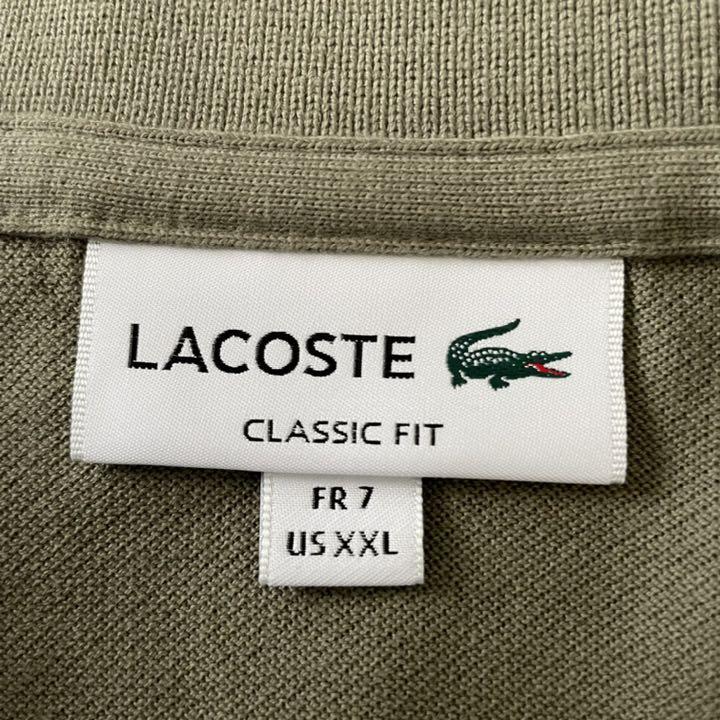 LACOSTE
CLASSIC FIT
FR 7
US XXL